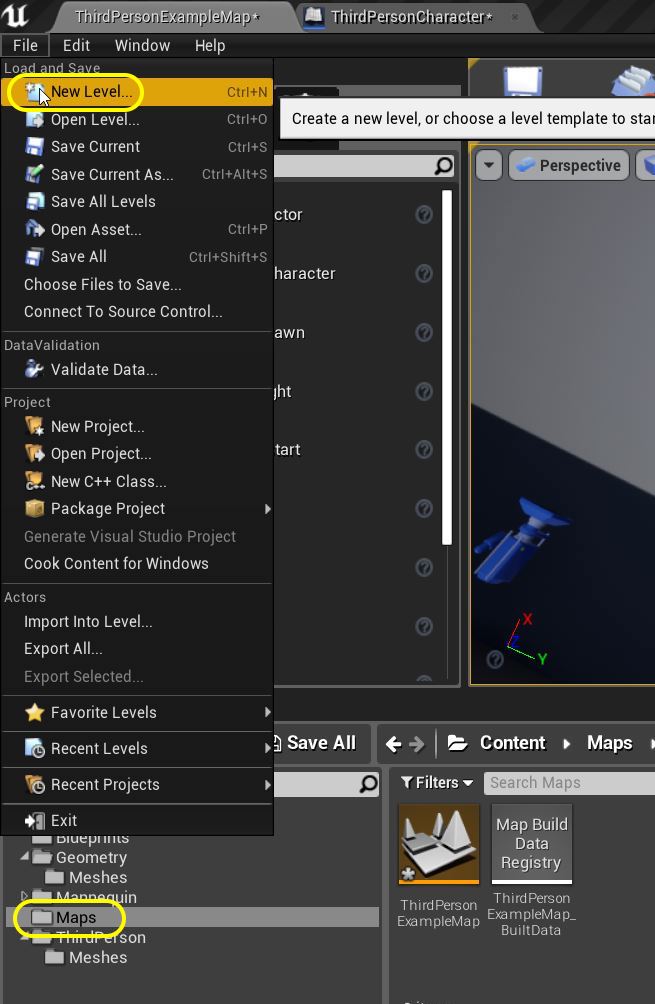 ThirdPersonExampleMap*
ThirdPersonCharacter*
File Edit Window Help
Load and Save
New Level... Ctrl+N
Create a new level, or choose a level template to star
Open Level... Ctrl+O
Save Current Ctrl+S
Perspective
Save Current As... Ctrl+Alt+S
Save All Levels
ctor
Open Asset... Ctrl+P
Save All Ctrl+Shift+S
haracter
Choose Files to Save...
Connect To Source Control...
awn
DataValidation
Validate Data...
ght
Project
New Project...
Open Project...
tart
New C++ Class...
Package Project
Generate Visual Studio Project
Cook Content for Windows
Actors
Import Into Level...
X
Z
Y
Export All...
Export Selected...
Favorite Levels
Recent Levels
Save All
Content Maps
Recent Projects
Filters
Search Maps
Exit
Blueprints
Geometry
Meshes
Mannequin
Maps
ThirdPerson
Meshes
Map Build
Data
Registry
ThirdPerson
ExampleMap
ThirdPerson
ExampleMap_
BuiltData